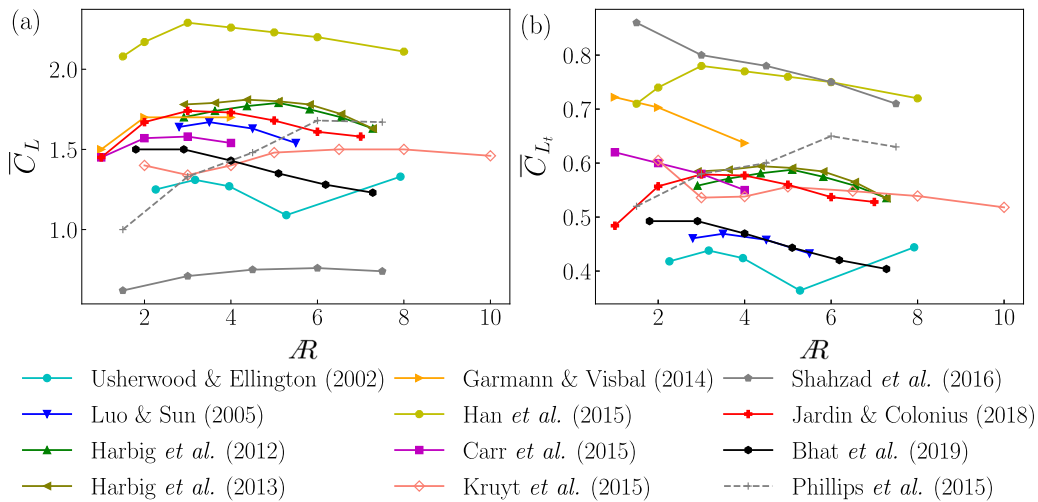 (a)
(b)
C̅_L
2.0
1.5
1.0
2 4 6 8 10
Æ
C̅_{L_t}
0.8
0.7
0.6
0.5
0.4
2 4 6 8 10
Æ
Usherwood & Ellington (2002)
Garmann & Visbal (2014)
Shahzad et al. (2016)
Luo & Sun (2005)
Han et al. (2015)
Jardin & Colonius (2018)
Harbig et al. (2012)
Carr et al. (2015)
Bhat et al. (2019)
Harbig et al. (2013)
Kruyt et al. (2015)
Phillips et al. (2015)